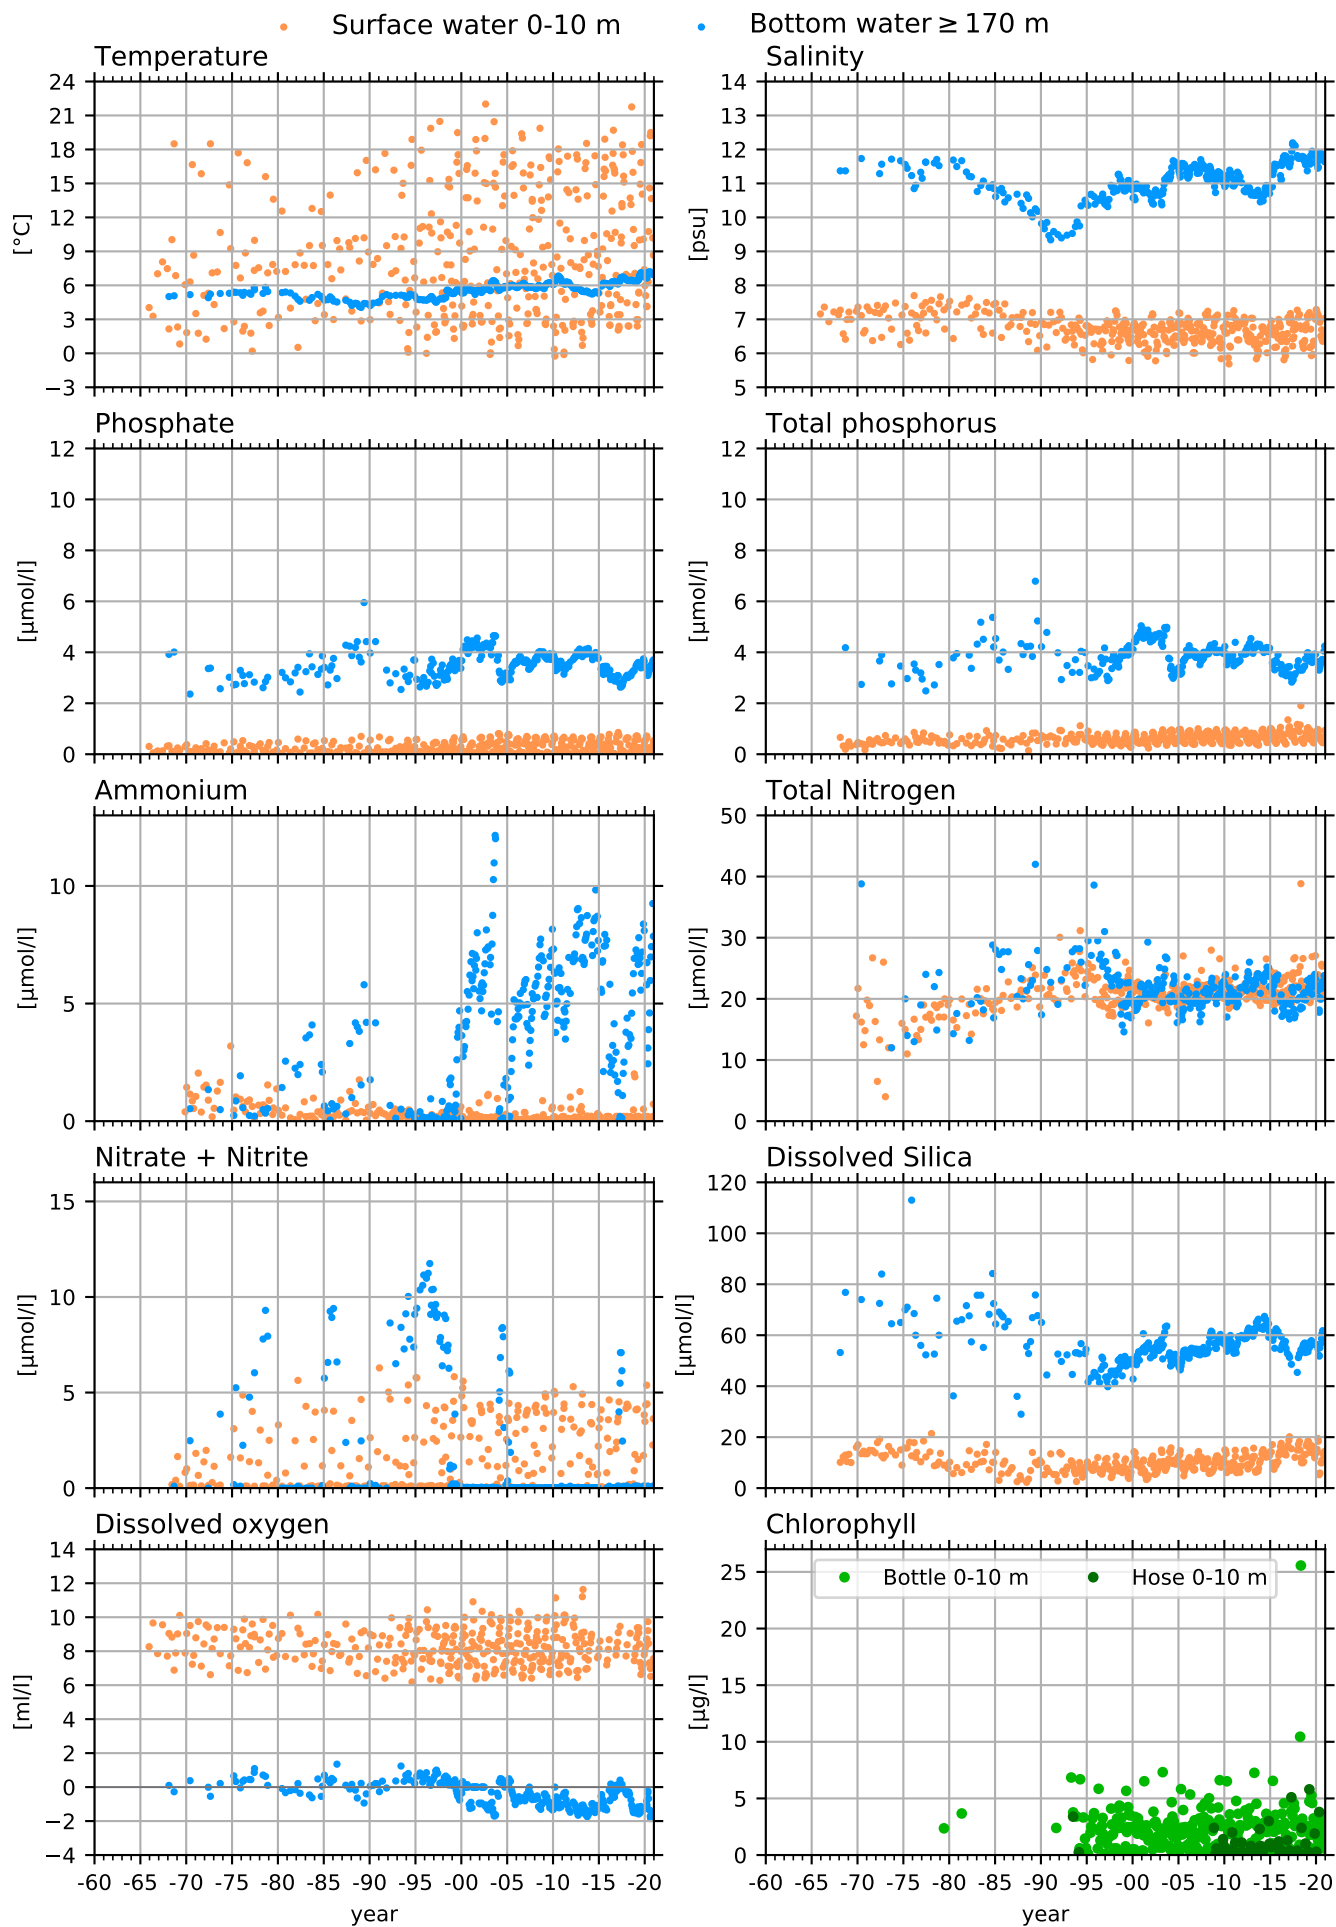 Surface water 0-10 m Bottom water ≥ 170 m
Temperature
24
21
18
15
12
9
6
3
0
−3
[°C]
Salinity
14
13
12
11
10
9
8
7
6
5
[psu]
Phosphate
12
10
8
6
4
2
0
[µmol/l]
Total phosphorus
12
10
8
6
4
2
0
[µmol/l]
Ammonium
10
5
0
[µmol/l]
Total Nitrogen
50
40
30
20
10
0
[µmol/l]
Nitrate + Nitrite
15
10
5
0
[µmol/l]
Dissolved Silica
120
100
80
60
40
20
0
[µmol/l]
Dissolved oxygen
14
12
10
8
6
4
2
0
−2
−4
[ml/l]
-60 -65 -70 -75 -80 -85 -90 -95 -00 -05 -10 -15 -20
year
Chlorophyll
Bottle 0-10 m Hose 0-10 m
25
20
15
10
5
0
[µg/l]
-60 -65 -70 -75 -80 -85 -90 -95 -00 -05 -10 -15 -20
year